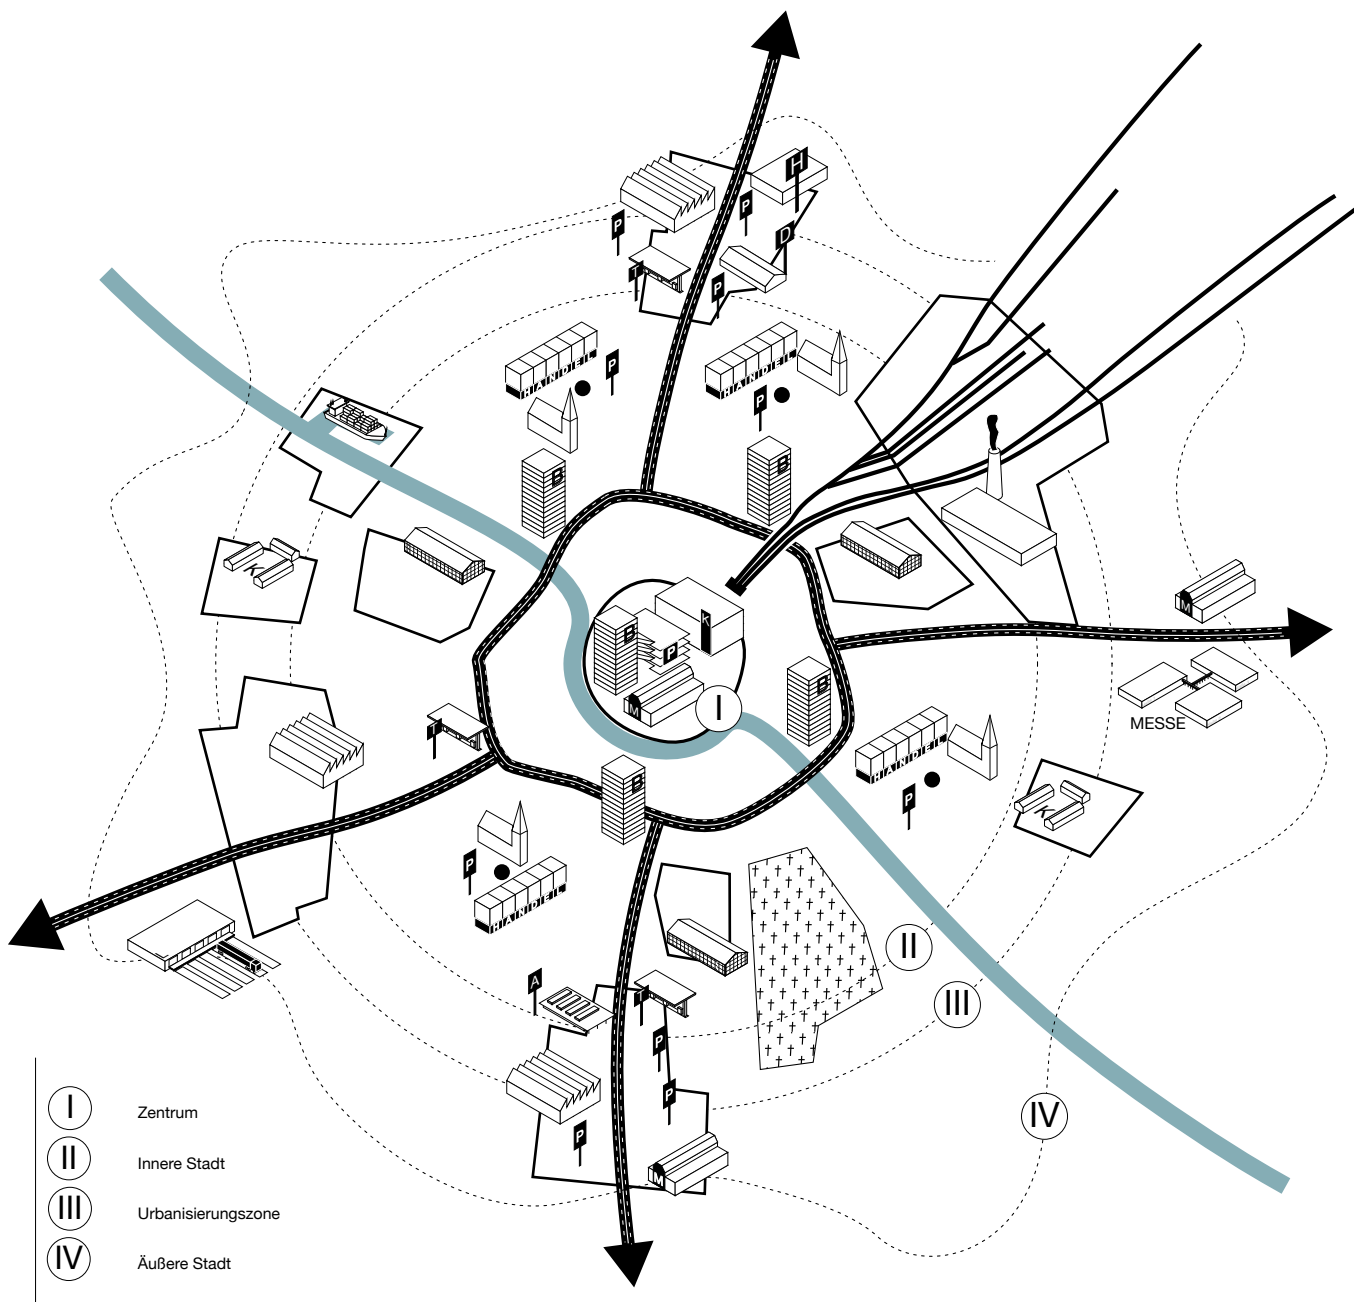 H
P
P
D
T
P
HANDEL
P
HANDEL
P
B
B
K
K
B
P
M
I
M
B
MESSE
T
HANDEL
P
B
K
P
HANDEL
II
A
T
III
P
P
IV
P
M
I Zentrum
II Innere Stadt
III Urbanisierungszone
IV Äußere Stadt